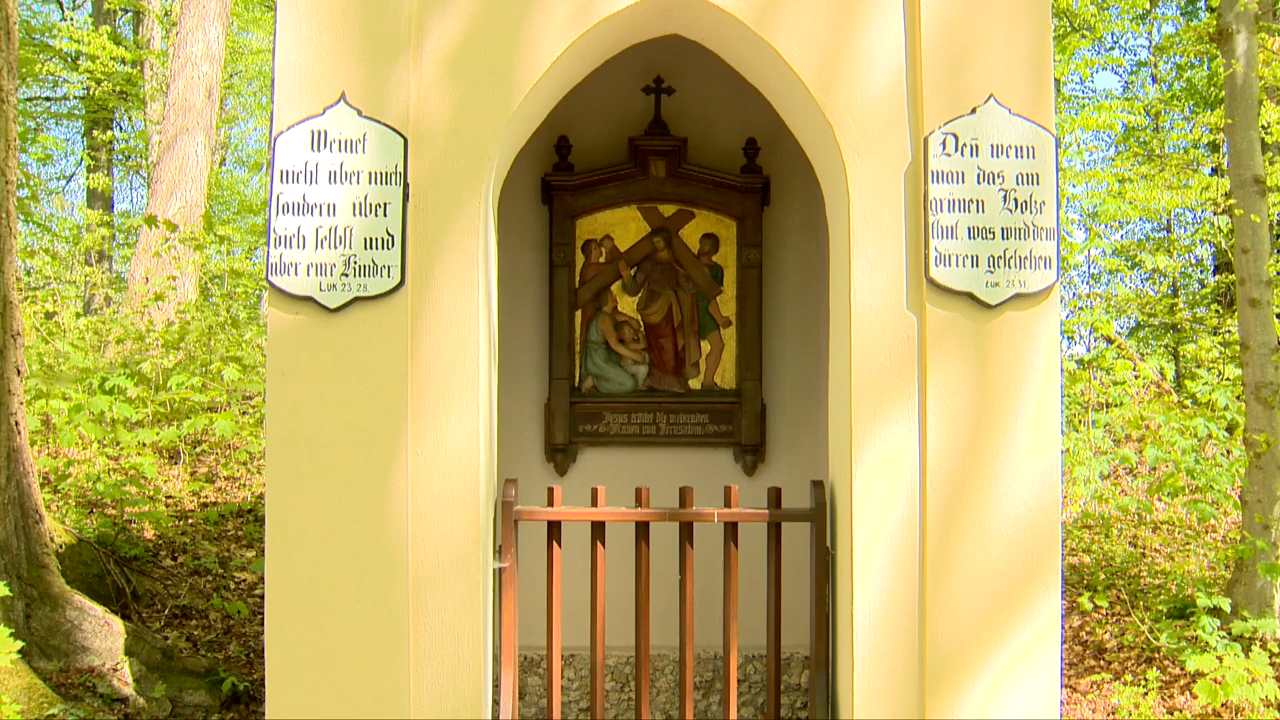 Weinet
nicht über mich
sondern über
dich selbst und
über eure Kinder.
Luk 23, 28.
„Deñ wenn
man das am
grünen Holze
thut, was wird dem
dürren geschehen
Luk. 23 31.
Jesus tröstet die weinenden
Frauen von Jerusalem.